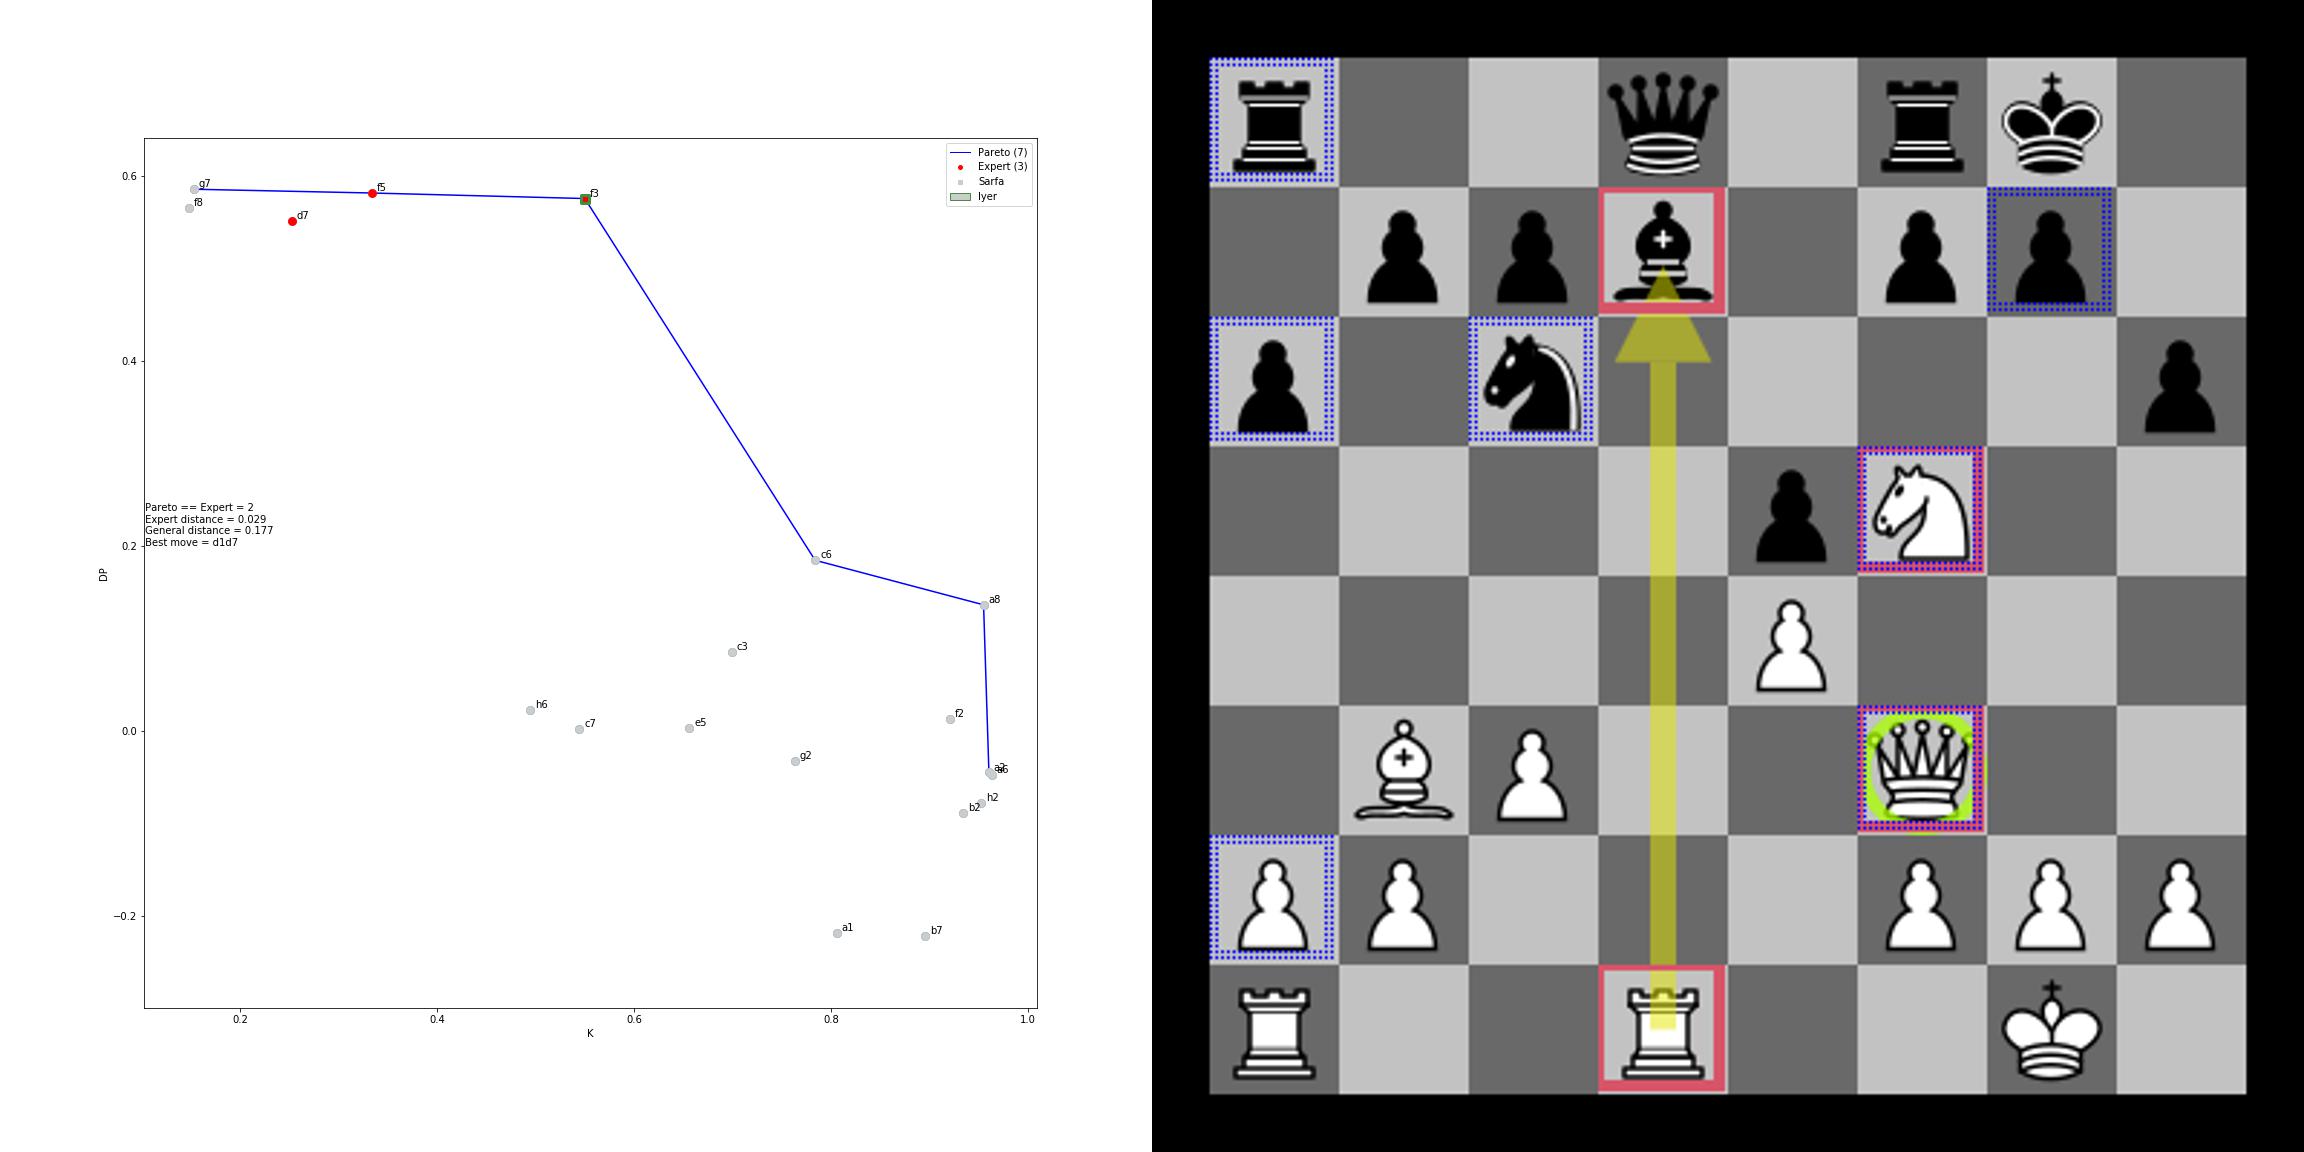 Pareto (7)
Expert (3)
Sarfa
Iyer
0.6
g7
f8
f5
d7
f3
0.4
Pareto == Expert = 2
Expert distance = 0.029
General distance = 0.177
Best move = d1d7
0.2
c6
DP
a8
c3
h6
c7
e5
f2
0.0
g2
a2
a6
h2
b2
−0.2
a1
b7
0.2
0.4
0.6
0.8
1.0
K